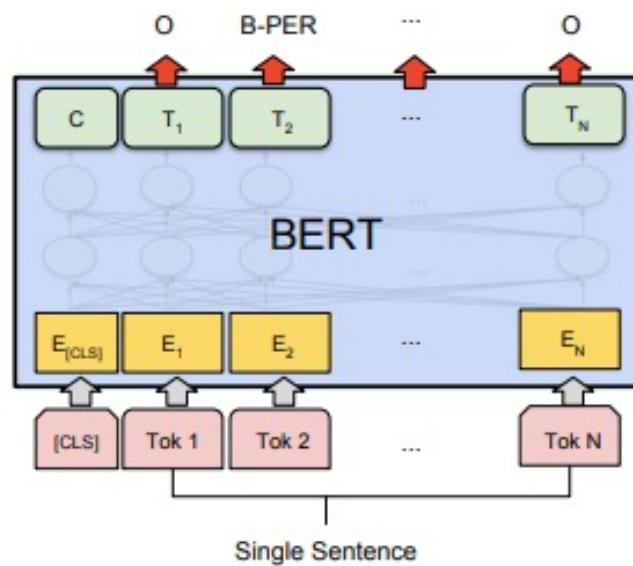 O B-PER ... O
C T1 T2 ... TN
...
BERT
...
E[CLS] E1 E2 ... EN
[CLS] Tok 1 Tok 2 ... Tok N
Single Sentence